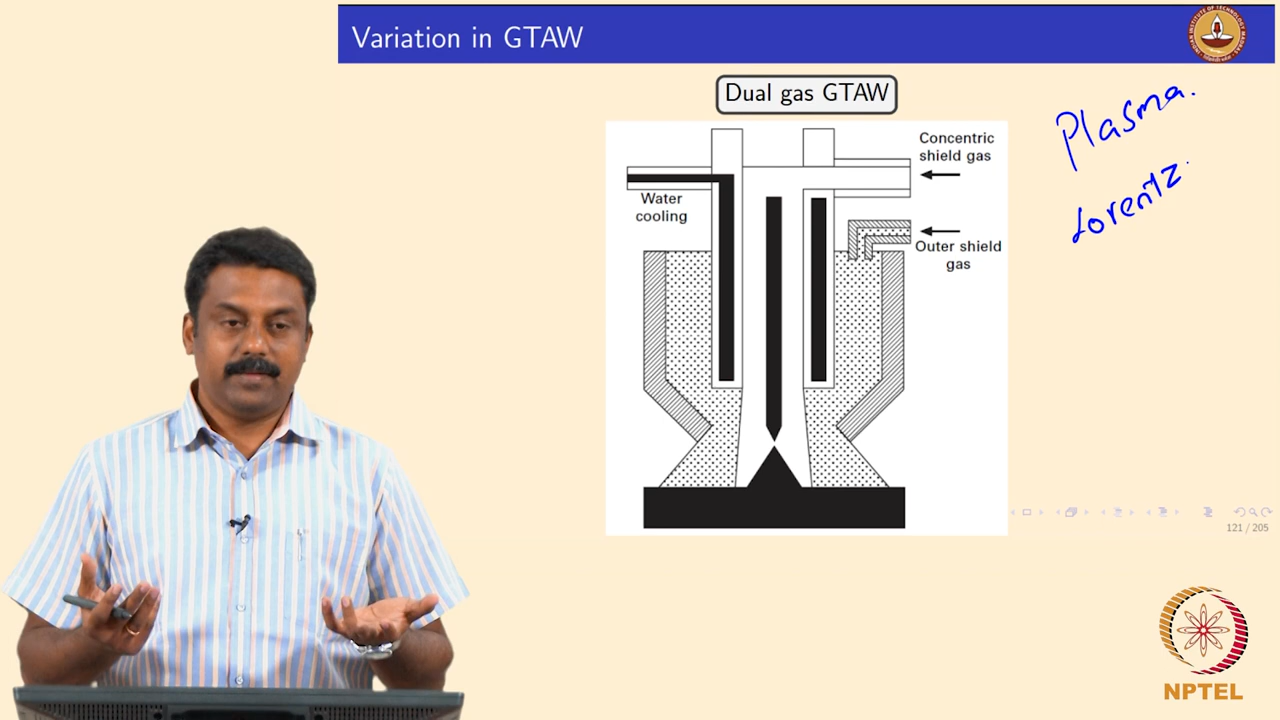 Variation in GTAW
Dual gas GTAW
Plasma.
Lorentz.
Concentric
shield gas
Water
cooling
Outer shield
gas
121 / 205
NPTEL